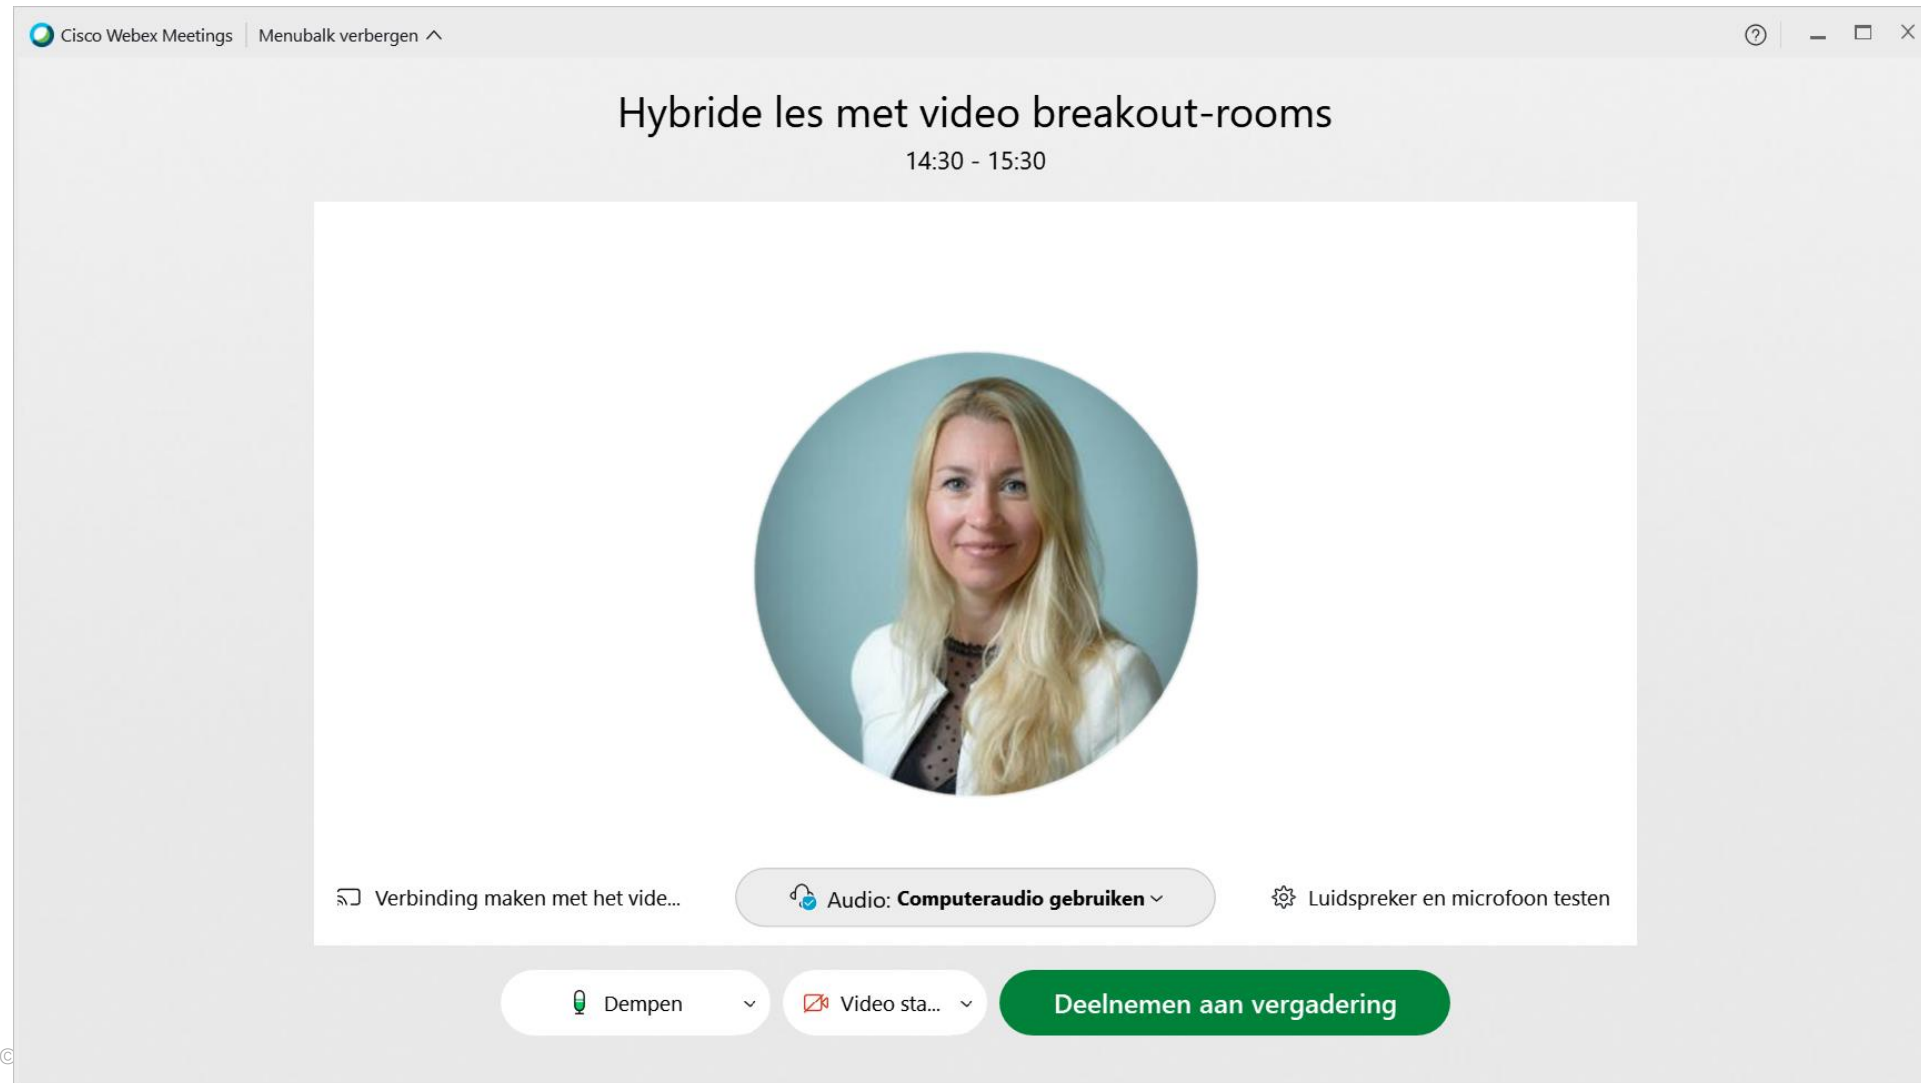 Cisco Webex Meetings Menubalk verbergen
Hybride les met video breakout-rooms
14:30 - 15:30
Verbinding maken met het vide... Audio: Computeraudio gebruiken Luidspreker en microfoon testen
Dempen Video sta... Deelnemen aan vergadering
©